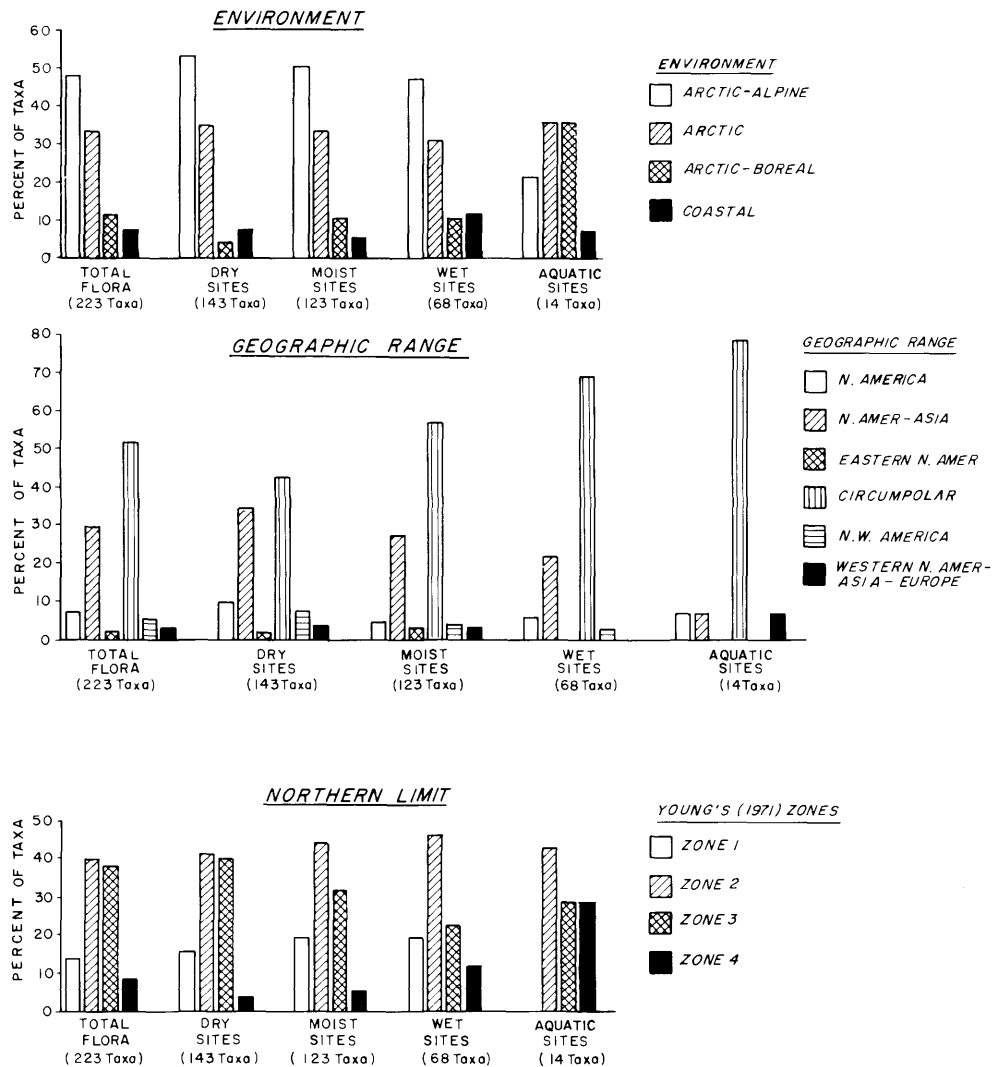 ENVIRONMENT
PERCENT OF TAXA
60
50
40
30
20
10
0
TOTAL FLORA (223 Taxa)
DRY SITES (143 Taxa)
MOIST SITES (123 Taxa)
WET SITES (68 Taxa)
AQUATIC SITES (14 Taxa)
ENVIRONMENT
ARCTIC-ALPINE
ARCTIC
ARCTIC-BOREAL
COASTAL
GEOGRAPHIC RANGE
PERCENT OF TAXA
80
70
60
50
40
30
20
10
0
TOTAL FLORA (223 Taxa)
DRY SITES (143 Taxa)
MOIST SITES (123 Taxa)
WET SITES (68 Taxa)
AQUATIC SITES (14 Taxa)
GEOGRAPHIC RANGE
N. AMERICA
N. AMER-ASIA
EASTERN N. AMER
CIRCUMPOLAR
N.W. AMERICA
WESTERN N. AMER-
ASIA-EUROPE
NORTHERN LIMIT
PERCENT OF TAXA
50
40
30
20
10
0
TOTAL FLORA (223 Taxa)
DRY SITES (143 Taxa)
MOIST SITES (123 Taxa)
WET SITES (68 Taxa)
AQUATIC SITES (14 Taxa)
YOUNG'S (1971) ZONES
ZONE 1
ZONE 2
ZONE 3
ZONE 4